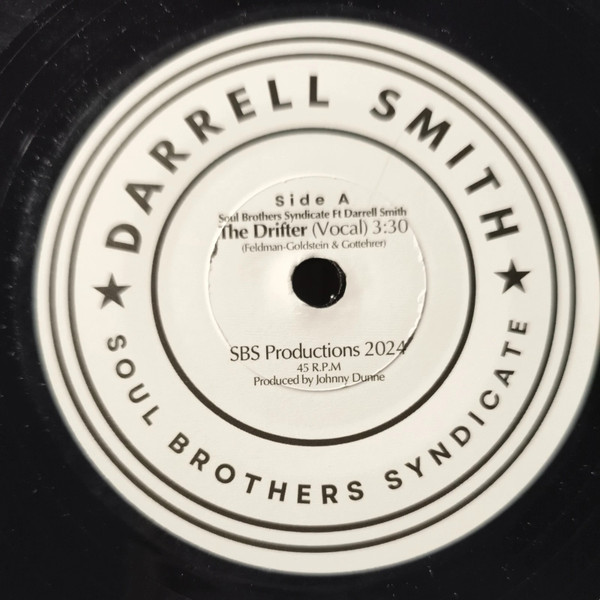 DARRELL SMITH
Side A
Soul Brothers Syndicate Ft Darrell Smith
The Drifter (Vocal) 3:30
(Feldman-Goldstein & Gottehrer)
SBS Productions 2024
45 R.P.M
Produced by Johnny Dunne
SOUL BROTHERS SYNDICATE